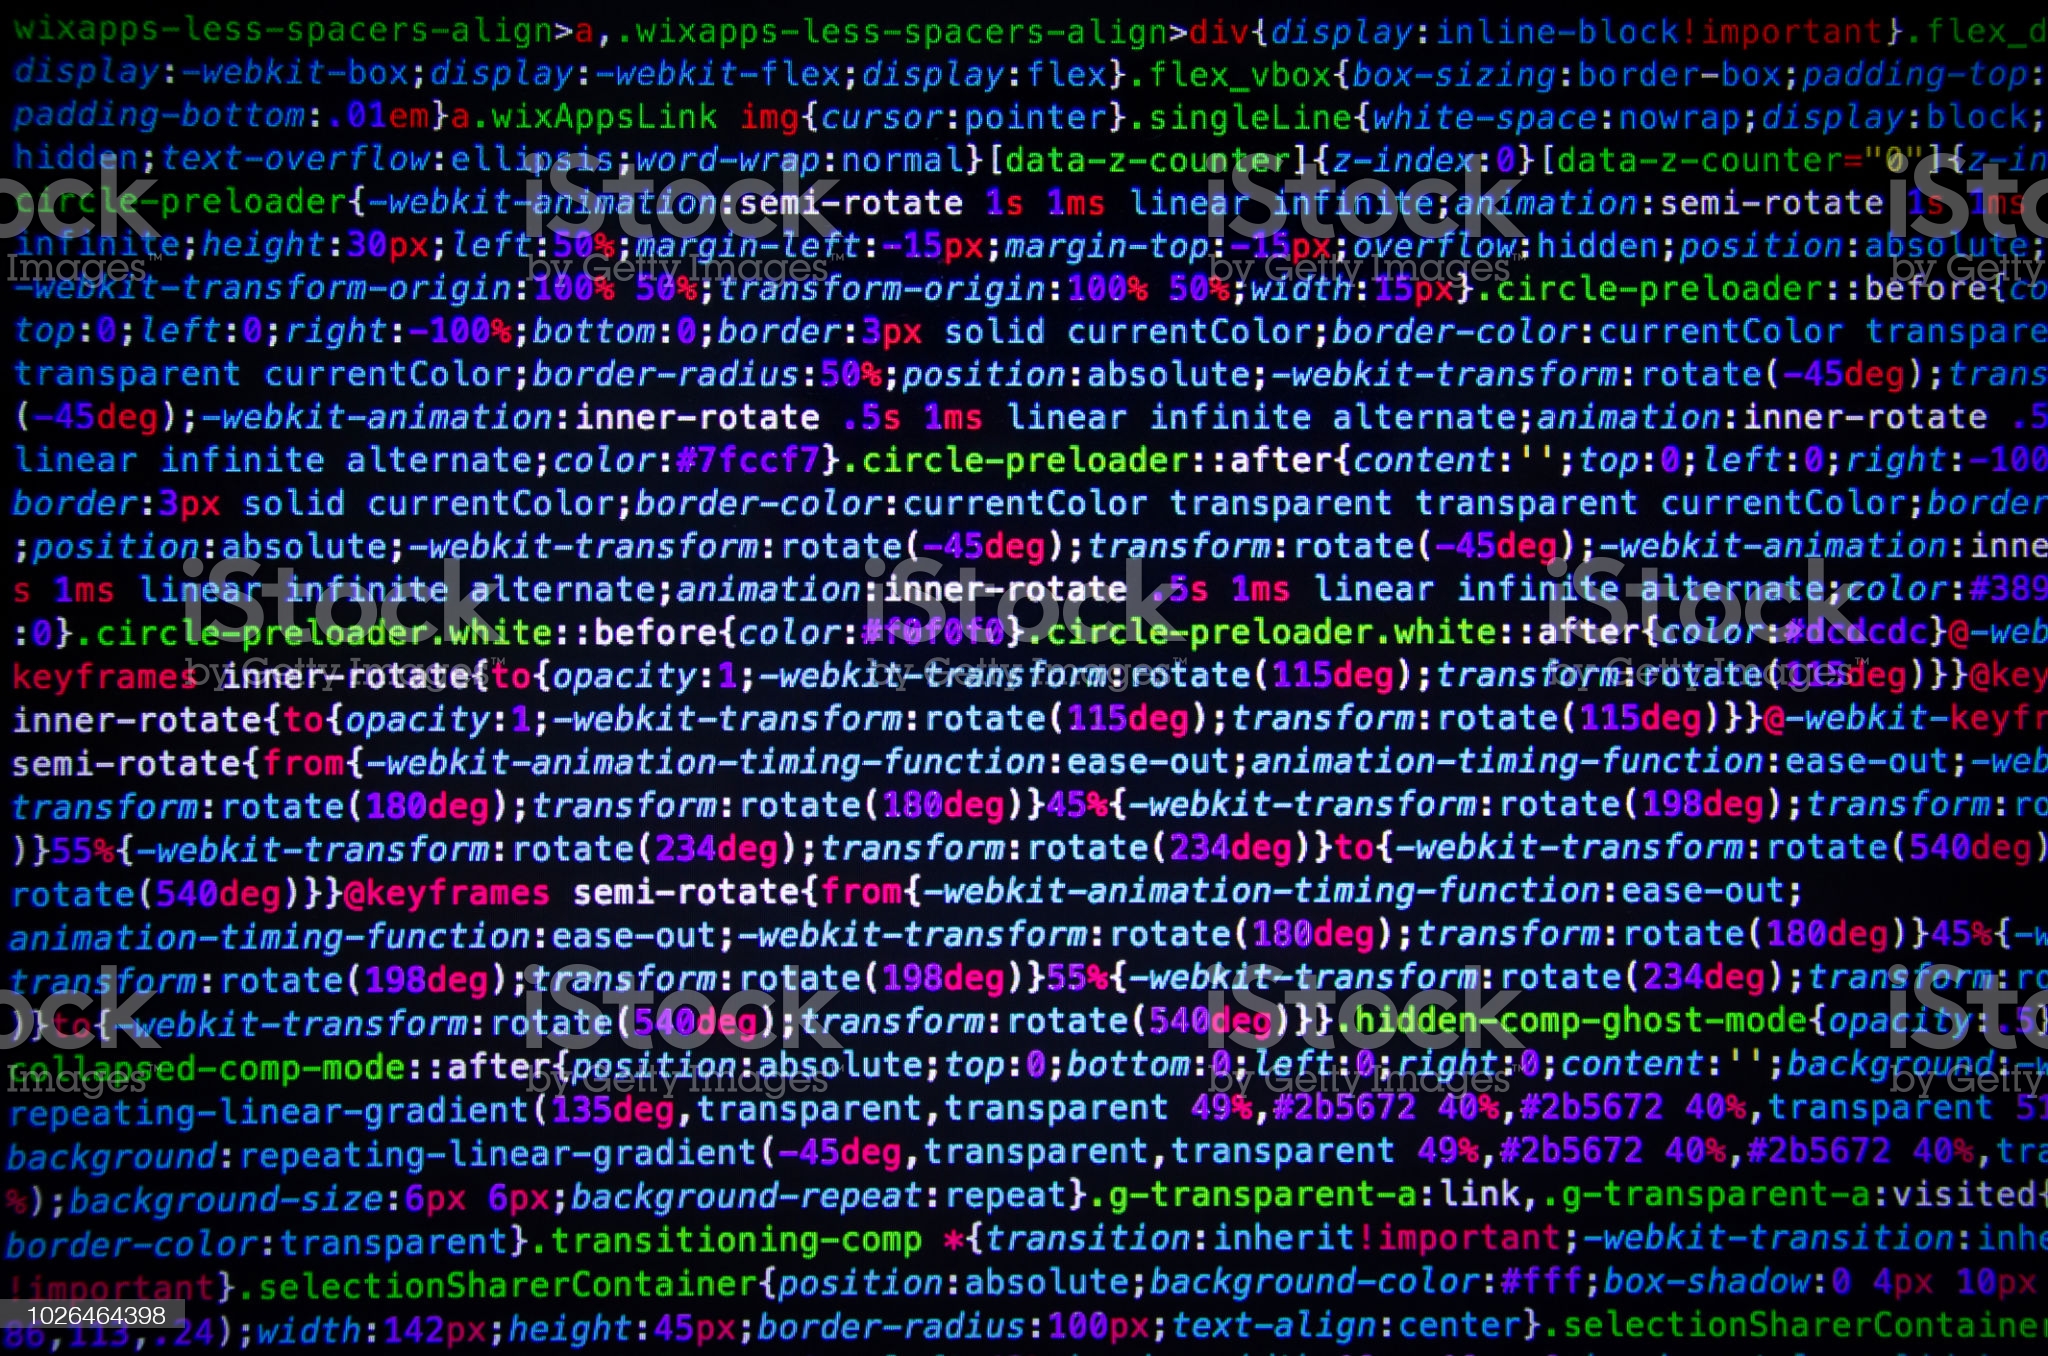 wixapps-less-spacers-align>a,.wixapps-less-spacers-align>div{display:inline-block!important}.flex_d
display:-webkit-box;display:-webkit-flex;display:flex}.flex_vbox{box-sizing:border-box;padding-top:
padding-bottom:.01em}a.wixAppsLink img{cursor:pointer}.singleLine{white-space:nowrap;display:block;
hidden;text-overflow:ellipsis;word-wrap:normal}[data-z-counter]{z-index:0}[data-z-counter="0"]{z-in
circle-preloader{-webkit-animation:semi-rotate 1s 1ms linear infinite;animation:semi-rotate 1s 1ms
infinite;height:30px;left:50%;margin-left:-15px;margin-top:-15px;overflow:hidden;position:absolute;
-webkit-transform-origin:100% 50%;transform-origin:100% 50%;width:15px}.circle-preloader::before{co
top:0;left:0;right:-100%;bottom:0;border:3px solid currentColor;border-color:currentColor transpare
transparent currentColor;border-radius:50%;position:absolute;-webkit-transform:rotate(-45deg);trans
(-45deg);-webkit-animation:inner-rotate .5s 1ms linear infinite alternate;animation:inner-rotate .5
linear infinite alternate;color:#7fccf7}.circle-preloader::after{content:'';top:0;left:0;right:-100
border:3px solid currentColor;border-color:currentColor transparent transparent currentColor;border
;position:absolute;-webkit-transform:rotate(-45deg);transform:rotate(-45deg);-webkit-animation:inne
s 1ms linear infinite alternate;animation:inner-rotate .5s 1ms linear infinite alternate;color:#389
:0}.circle-preloader.white::before{color:#f0f0f0}.circle-preloader.white::after{color:#dcdcdc}@-web
keyframes inner-rotate{to{opacity:1;-webkit-transform:rotate(115deg);transform:rotate(115deg)}}@key
inner-rotate{to{opacity:1;-webkit-transform:rotate(115deg);transform:rotate(115deg)}}@-webkit-keyfr
semi-rotate{from{-webkit-animation-timing-function:ease-out;animation-timing-function:ease-out;-web
transform:rotate(180deg);transform:rotate(180deg)}45%{-webkit-transform:rotate(198deg);transform:ro
)}55%{-webkit-transform:rotate(234deg);transform:rotate(234deg)}to{-webkit-transform:rotate(540deg)
rotate(540deg)}}@keyframes semi-rotate{from{-webkit-animation-timing-function:ease-out;
animation-timing-function:ease-out;-webkit-transform:rotate(180deg);transform:rotate(180deg)}45%{-w
transform:rotate(198deg);transform:rotate(198deg)}55%{-webkit-transform:rotate(234deg);transform:ro
)}to{-webkit-transform:rotate(540deg);transform:rotate(540deg)}}.hidden-comp-ghost-mode{opacity:.5}
collapsed-comp-mode::after{position:absolute;top:0;bottom:0;left:0;right:0;content:'';background:-w
repeating-linear-gradient(135deg,transparent,transparent 49%,#2b5672 40%,#2b5672 40%,transparent 51
background:repeating-linear-gradient(-45deg,transparent,transparent 49%,#2b5672 40%,#2b5672 40%,tra
%);background-size:6px 6px;background-repeat:repeat}.g-transparent-a:link,.g-transparent-a:visited{
border-color:transparent}.transitioning-comp *{transition:inherit!important;-webkit-transition:inhe
!important}.selectionSharerContainer{position:absolute;background-color:#fff;box-shadow:0 4px 10px
86,113,.24);width:142px;height:45px;border-radius:100px;text-align:center}.selectionSharerContainer
iStock
by Getty Images™
1026464398